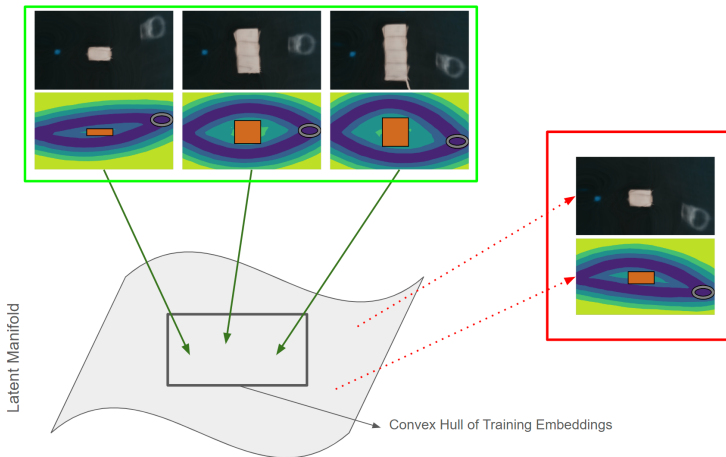 Latent Manifold
Convex Hull of Training Embeddings